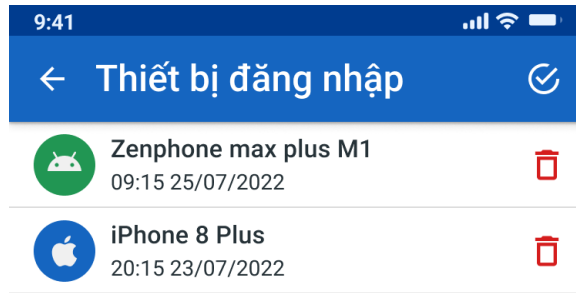 9:41
Thiết bị đăng nhập
Zenphone max plus M1
09:15 25/07/2022
iPhone 8 Plus
20:15 23/07/2022